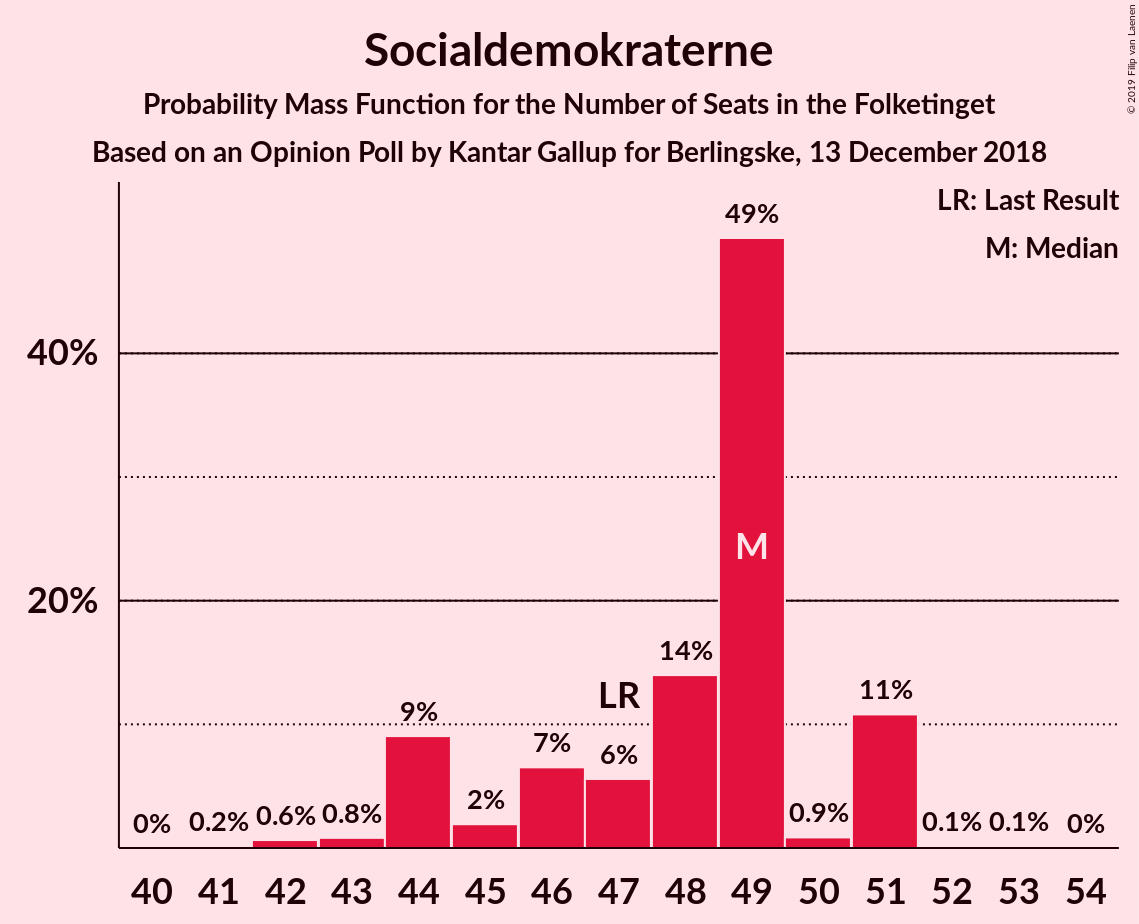 Socialdemokraterne
Probability Mass Function for the Number of Seats in the Folketinget
Based on an Opinion Poll by Kantar Gallup for Berlingske, 13 December 2018
© 2019 Filip van Laenen
LR: Last Result
M: Median
40%
20%
0%
0.2%
0.6%
0.8%
9%
2%
7%
6%
LR
14%
49%
M
0.9%
11%
0.1%
0.1%
0%
40 41 42 43 44 45 46 47 48 49 50 51 52 53 54